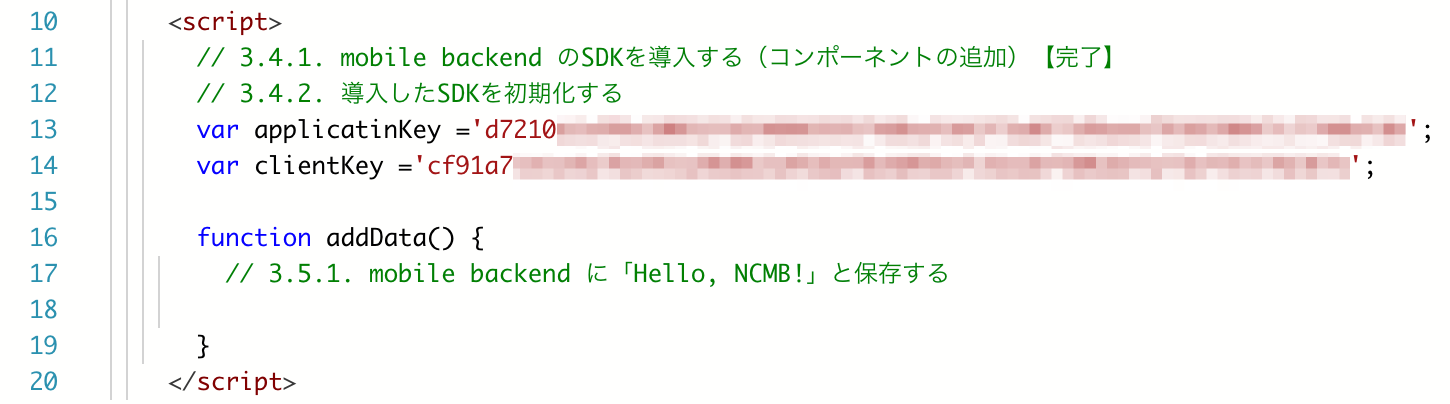 10 <script>
11 // 3.4.1. mobile backend のSDKを導入する（コンポーネントの追加）【完了】
12 // 3.4.2. 導入したSDKを初期化する
13 var applicatinKey ='d7210 ';
14 var clientKey ='cf91a7 ';
15
16 function addData() {
17 // 3.5.1. mobile backend に「Hello, NCMB!」と保存する
18
19 }
20 </script>